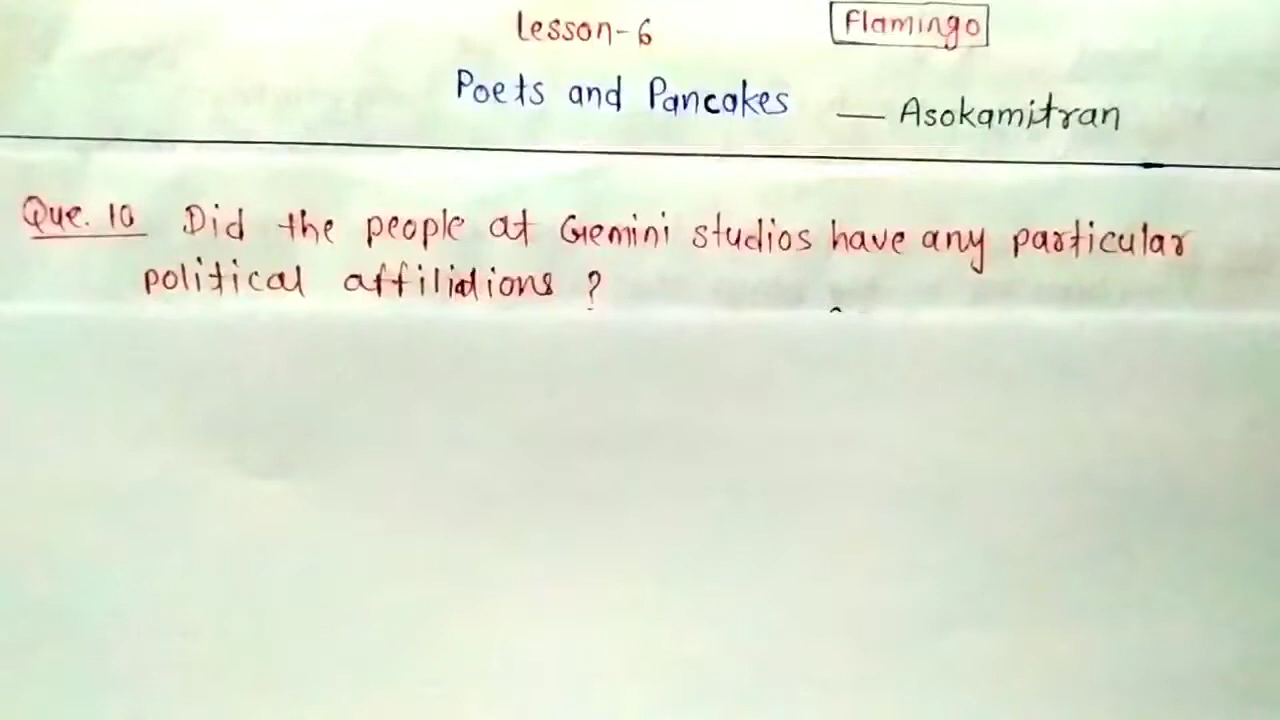 Lesson-6
Flamingo
Poets and Pancakes — Asokamitran
Que. 10 Did the people at Gemini studios have any particular
political affiliations ?